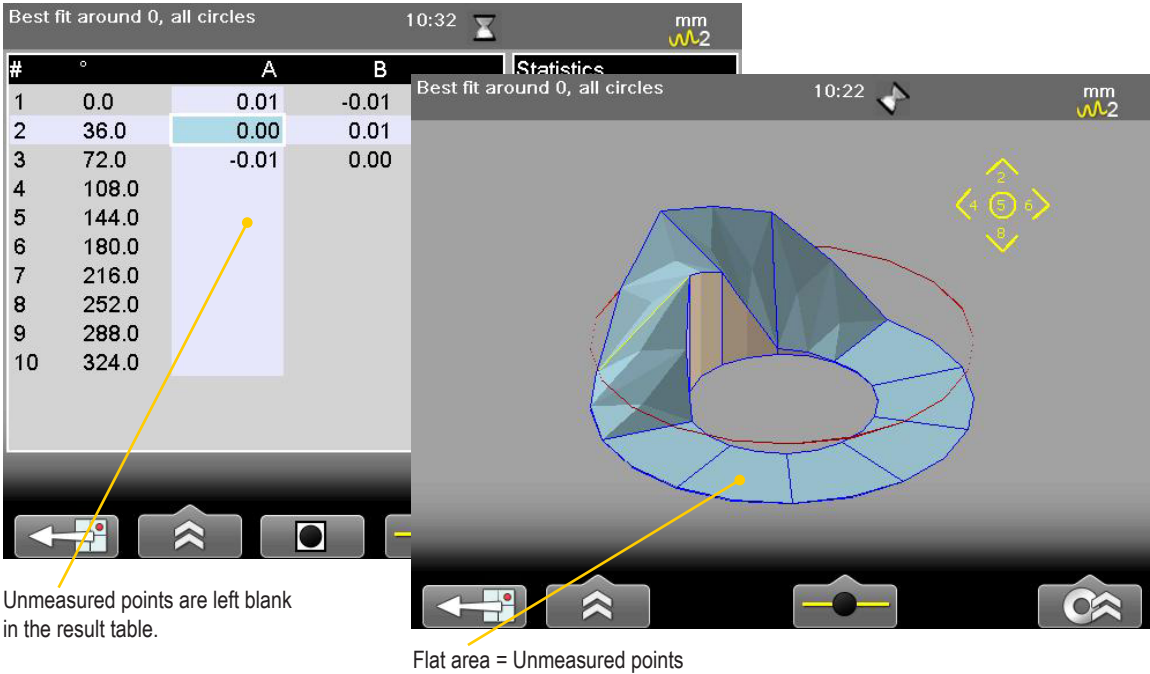 Best fit around 0, all circles 10:32 mm
2
# ° A B Statistics
1 0.0 0.01 -0.01
2 36.0 0.00 0.01
3 72.0 -0.01 0.00
4 108.0
5 144.0
6 180.0
7 216.0
8 252.0
9 288.0
10 324.0
Best fit around 0, all circles 10:22 mm
2
2
4 5 6
8
Unmeasured points are left blank
in the result table.
Flat area = Unmeasured points